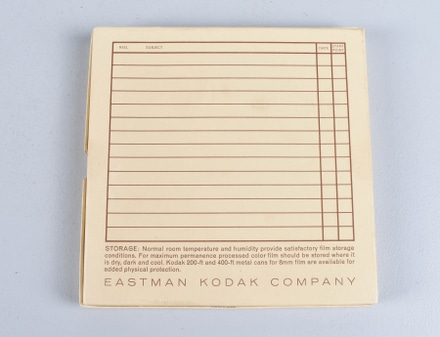 REEL SUBJECT DATE
STORAGE: Normal room temperature and humidity provide satisfactory film storage
conditions. For maximum permanence processed color film should be stored where it
is dry, dark and cool. Kodak 200-ft and 400-ft metal cans for 8mm film are available for
added physical protection.
EASTMAN KODAK COMPANY